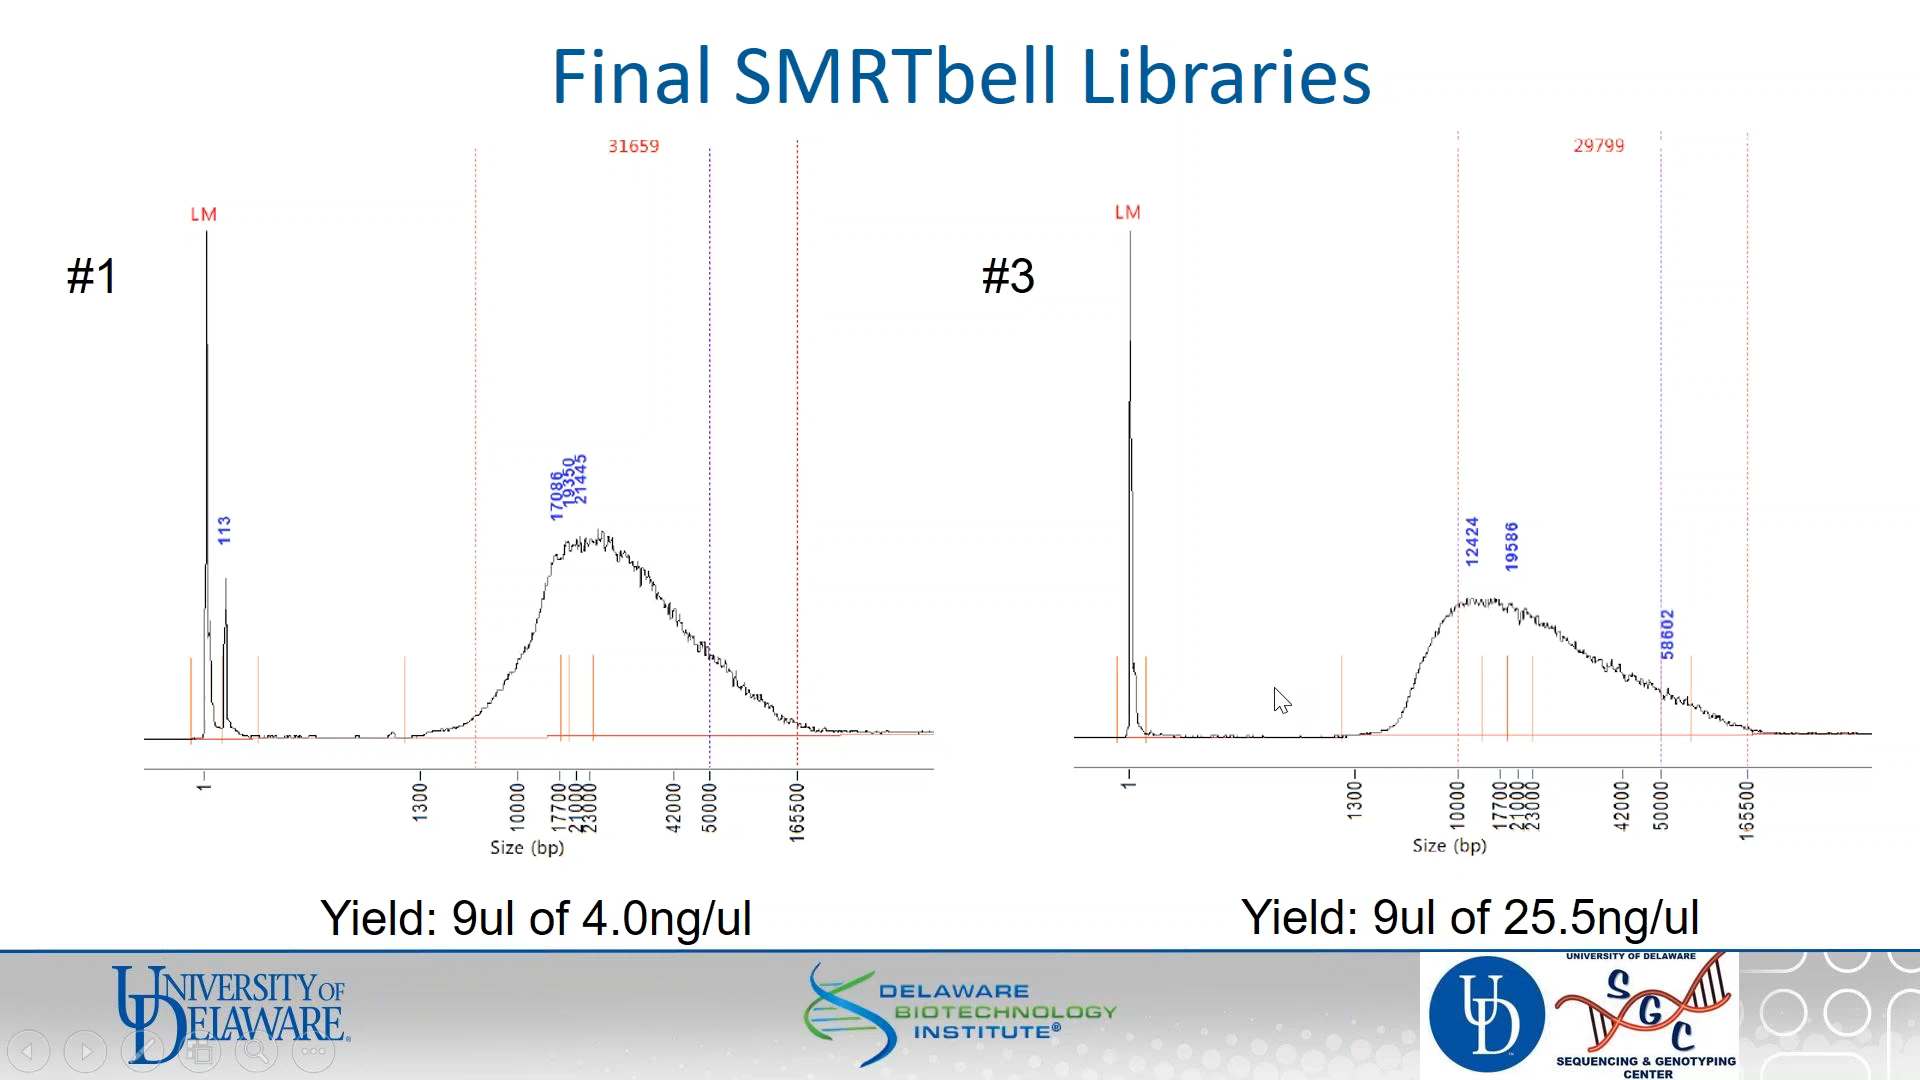 Final SMRTbell Libraries
#1
31659
LM
113
17086
19350
21445
1
1300
10000
17700
21000
23000
42000
50000
165500
Size (bp)
Yield: 9ul of 4.0ng/ul
#3
29799
LM
12424
19586
58602
1
1300
10000
17700
21000
23000
42000
50000
165500
Size (bp)
Yield: 9ul of 25.5ng/ul
UNIVERSITY OF
DELAWARE.
DELAWARE
BIOTECHNOLOGY
INSTITUTE®
UD
UNIVERSITY OF DELAWARE
SGC
SEQUENCING & GENOTYPING
CENTER